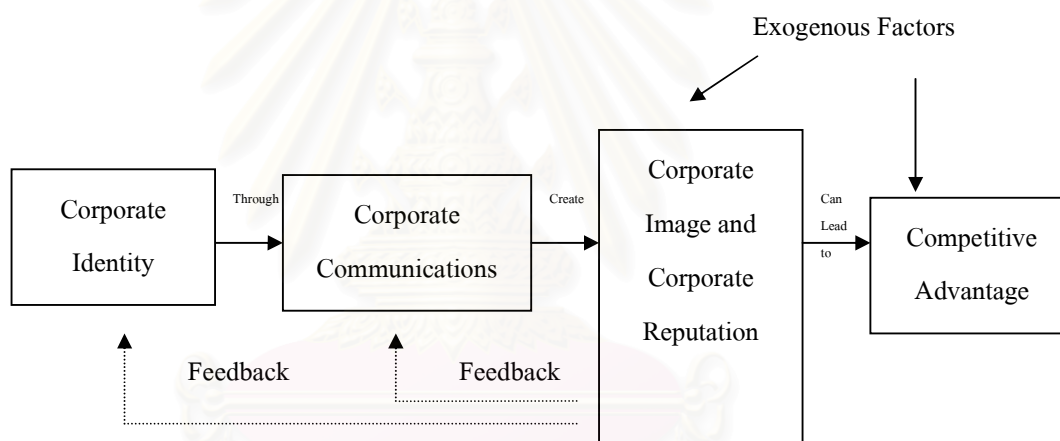 Exogenous Factors
Corporate
Identity
Through
Corporate
Communications
Create
Corporate
Image and
Corporate
Reputation
Can
Lead
to
Competitive
Advantage
Feedback
Feedback